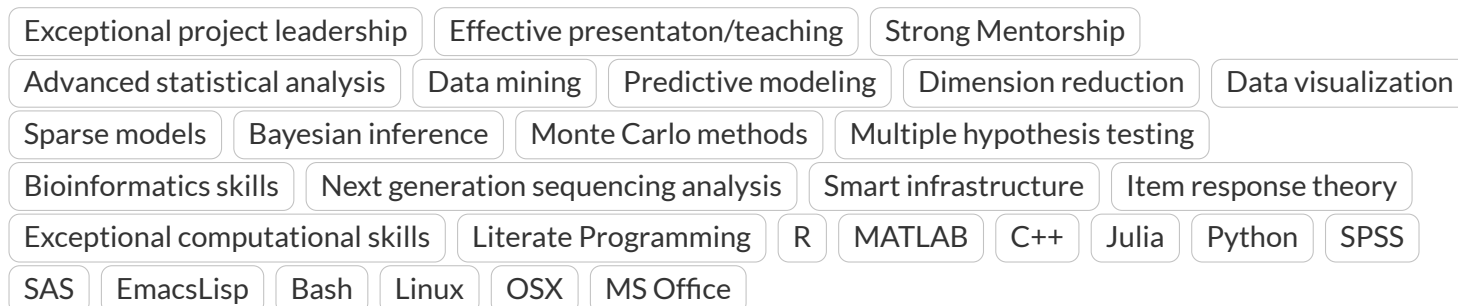 Exceptional project leadership Effective presentaton/teaching Strong Mentorship
Advanced statistical analysis Data mining Predictive modeling Dimension reduction Data visualization
Sparse models Bayesian inference Monte Carlo methods Multiple hypothesis testing
Bioinformatics skills Next generation sequencing analysis Smart infrastructure Item response theory
Exceptional computational skills Literate Programming R MATLAB C++ Julia Python SPSS
SAS EmacsLisp Bash Linux OSX MS Office